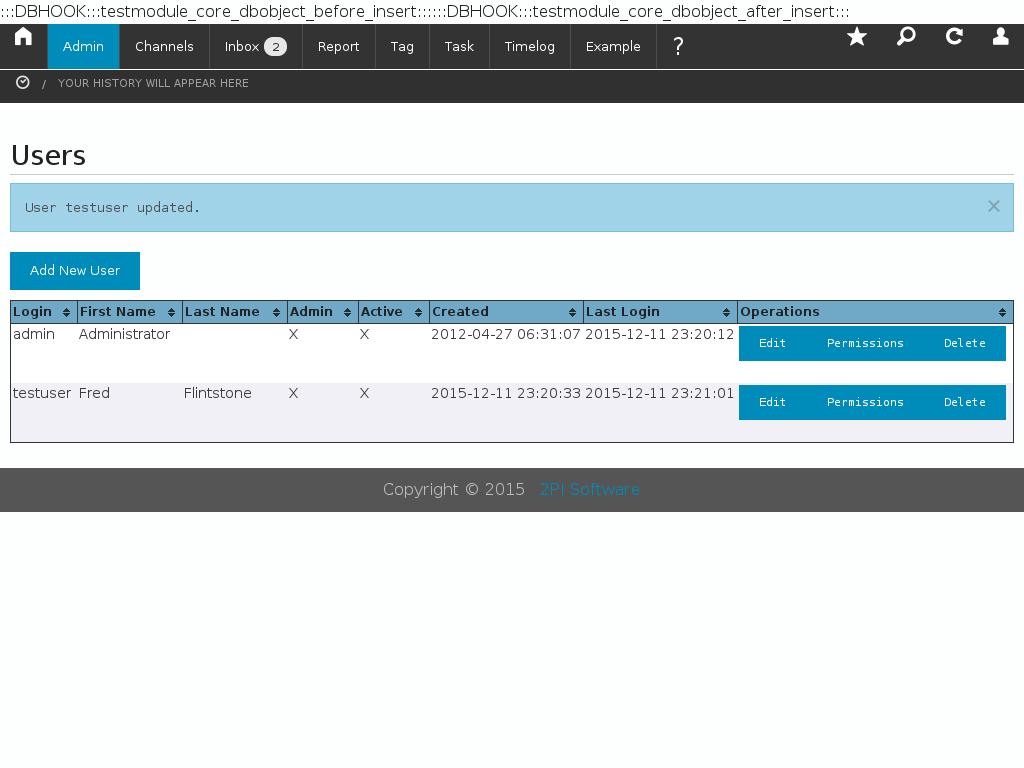 :::DBHOOK:::testmodule_core_dbobject_before_insert::::::DBHOOK:::testmodule_core_dbobject_after_insert:::
Admin Channels Inbox 2 Report Tag Task Timelog Example ?
/ YOUR HISTORY WILL APPEAR HERE
Users
User testuser updated. ×
Add New User
Login First Name Last Name Admin Active Created Last Login Operations
admin Administrator X X 2012-04-27 06:31:07 2015-12-11 23:20:12 Edit Permissions Delete
testuser Fred Flintstone X X 2015-12-11 23:20:33 2015-12-11 23:21:01 Edit Permissions Delete
Copyright © 2015 2PI Software